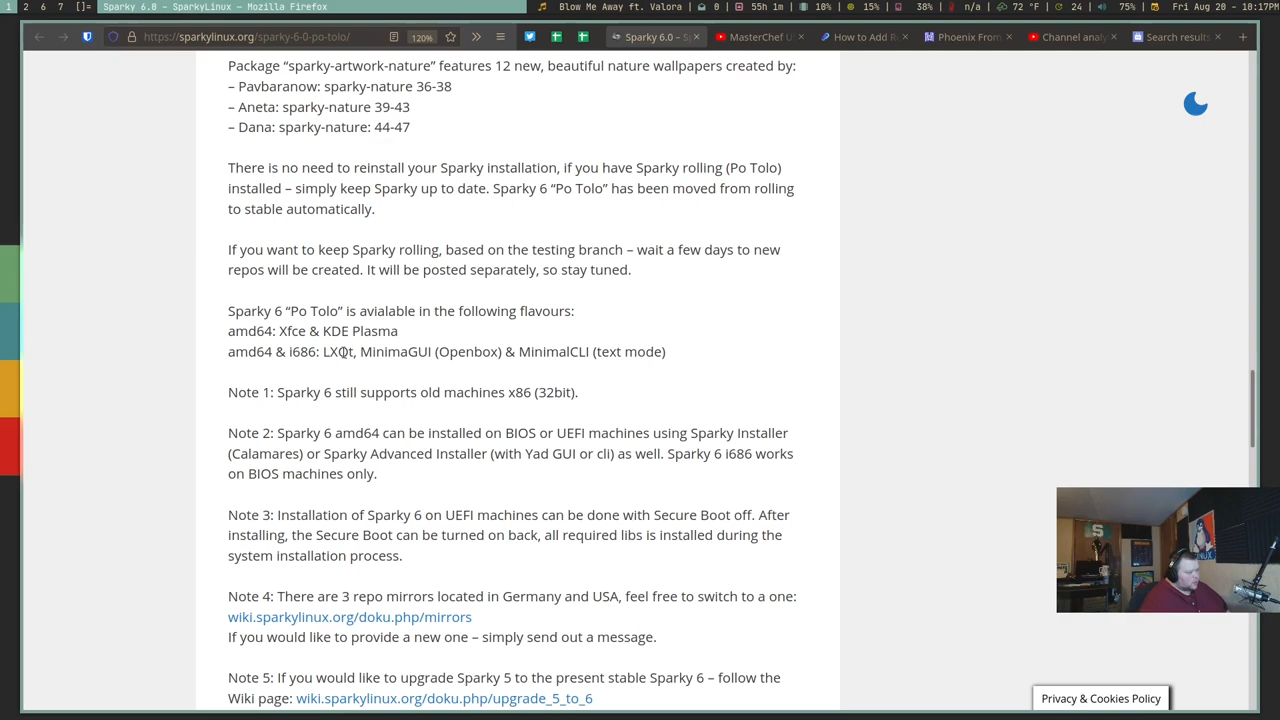 1 2 6 7 Sparky 6.0 – SparkyLinux — Mozilla Firefox Blow Me Away ft. Valora | 0 | 55h 1m | 10% | 15% | 38% | n/a | 72 °F | 24 | 75% | Fri Aug 20 - 10:17PM
https://sparkylinux.org/sparky-6-0-po-tolo/ 120% Sparky 6.0 – S MasterChef U How to Add R Phoenix From Channel analy Search results
Package “sparky-artwork-nature” features 12 new, beautiful nature wallpapers created by:
– Pavbaranow: sparky-nature 36-38
– Aneta: sparky-nature 39-43
– Dana: sparky-nature: 44-47
There is no need to reinstall your Sparky installation, if you have Sparky rolling (Po Tolo)
installed – simply keep Sparky up to date. Sparky 6 “Po Tolo” has been moved from rolling
to stable automatically.
If you want to keep Sparky rolling, based on the testing branch – wait a few days to new
repos will be created. It will be posted separately, so stay tuned.
Sparky 6 “Po Tolo” is avialable in the following flavours:
amd64: Xfce & KDE Plasma
amd64 & i686: LXQt, MinimaGUI (Openbox) & MinimalCLI (text mode)
Note 1: Sparky 6 still supports old machines x86 (32bit).
Note 2: Sparky 6 amd64 can be installed on BIOS or UEFI machines using Sparky Installer
(Calamares) or Sparky Advanced Installer (with Yad GUI or cli) as well. Sparky 6 i686 works
on BIOS machines only.
Note 3: Installation of Sparky 6 on UEFI machines can be done with Secure Boot off. After
installing, the Secure Boot can be turned on back, all required libs is installed during the
system installation process.
Note 4: There are 3 repo mirrors located in Germany and USA, feel free to switch to a one:
wiki.sparkylinux.org/doku.php/mirrors
If you would like to provide a new one – simply send out a message.
Note 5: If you would like to upgrade Sparky 5 to the present stable Sparky 6 – follow the
Wiki page: wiki.sparkylinux.org/doku.php/upgrade_5_to_6
Privacy & Cookies Policy